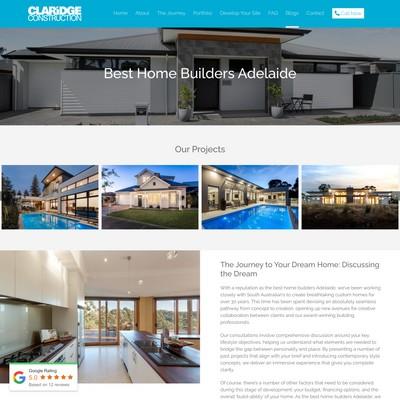 CLARIDGE
CONSTRUCTION
Home About The Journey Portfolio Develop Your Site FAQ Blogs Contact Call Now
Best Home Builders Adelaide
Our Projects
The Journey to Your Dream Home: Discussing
the Dream
With a reputation as the best home builders Adelaide, we've been working
closely with South Australian's to create breathtaking custom homes for
over 30 years. This time has been spent devising an absolutely seamless
pathway from concept to creation, opening up new avenues for creative
collaboration between clients and our award-winning building
professionals.
Our consultations involve comprehensive discussion around your key
lifestyle objectives, helping us understand what elements are needed to
bridge the gap between personality and place. By presenting a number of
past projects that align with your brief and introducing contemporary style
concepts, we deliver an immersive experience that gives you complete
clarity.
Of course, there's a number of other factors that need to be considered
during this stage of development: your budget, financing options, and the
overall 'build-ability' of your home. As the best home builders Adelaide, we
Google Rating
5.0
Based on 12 reviews